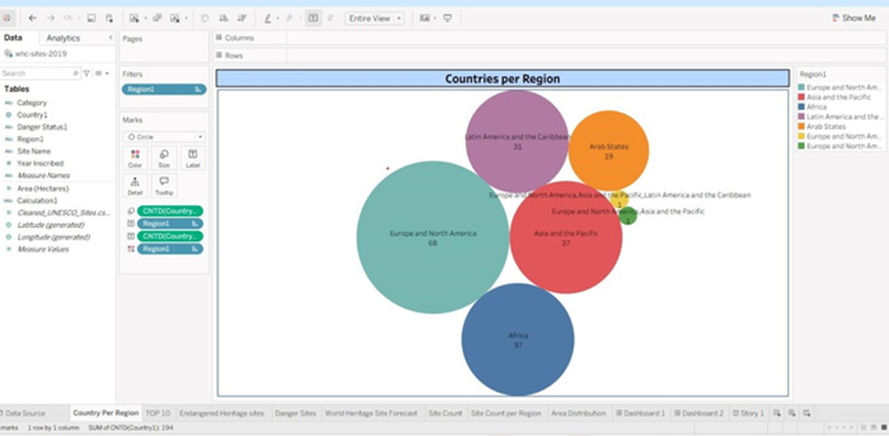 Entire View
Show Me
Data
Analytics
Pages
Columns
whc-sites-2019
Rows
Search
Filters
Countries per Region
Region1
Tables
Region1
Europe and North Am...
Category
Asia and the Pacific
Country1
Marks
Africa
Danger Status1
Latin America and the ...
Region1
Circle
Latin America and the Caribbean
31
Arab States
19
Arab States
Site Name
Europe and North Am...
Year Inscribed
Color
Size
Label
Europe and North Am...
Measure Names
Area (Hectares)
Detail
Tooltip
Europe and North America,Asia and the Pacific,Latin America and the Caribbean
1
Calculation1
Cleaned_UNESCO_Sites.cs...
CNTD(Country..
Europe and North America,Asia and the Pacific
1
Latitude (generated)
Region1
Europe and North America
68
Asia and the Pacific
37
Longitude (generated)
CNTD(Country..
Measure Values
Region1
Africa
37
Data Source
Country Per Region
TOP 10
Endangered Heritage sites
Danger Sites
World Heritage Site Forecast
Site Count
Site Count per Region
Area Distribution
Dashboard 1
Dashboard 2
Story 1
marks
1 row by 1 column
SUM of CNTD(Country1): 194